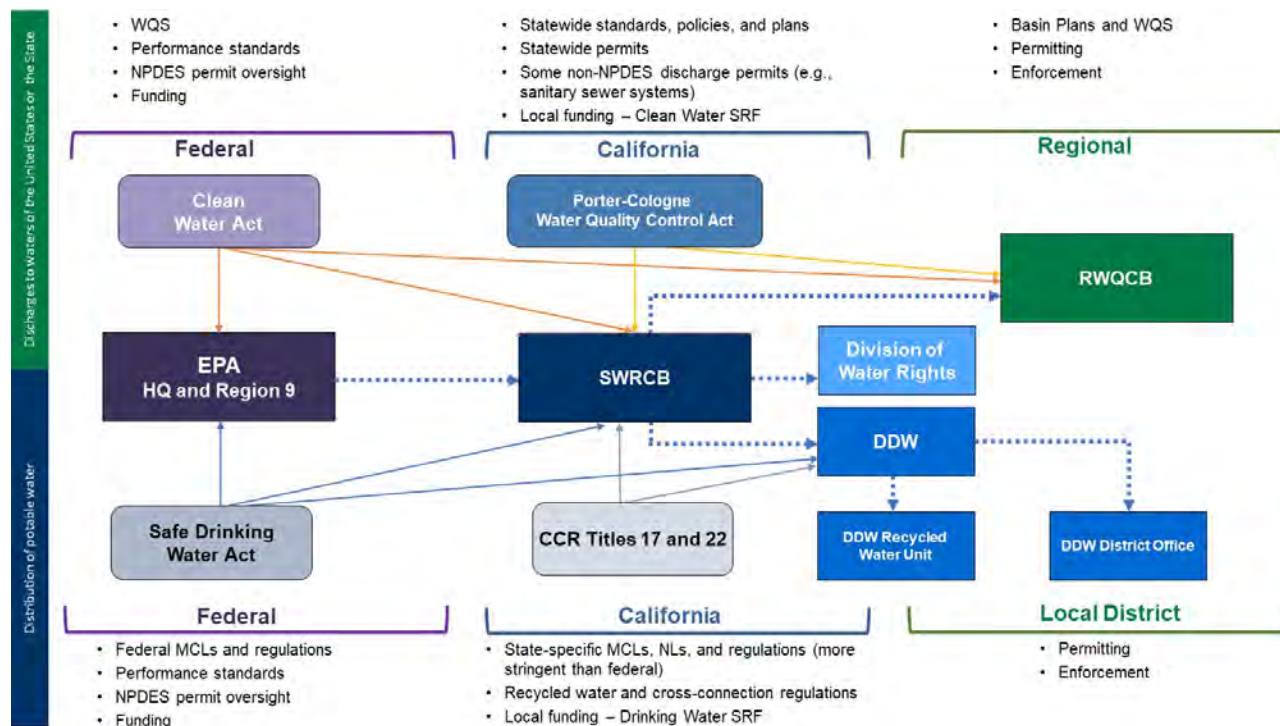 Discharges to waters of the United States or the State
Distribution of potable water
• WQS
• Performance standards
• NPDES permit oversight
• Funding
• Statewide standards, policies, and plans
• Statewide permits
• Some non-NPDES discharge permits (e.g.,
sanitary sewer systems)
• Local funding – Clean Water SRF
• Basin Plans and WQS
• Permitting
• Enforcement
Federal
California
Regional
Clean
Water Act
Porter-Cologne
Water Quality Control Act
RWQCB
EPA
HQ and Region 9
SWRCB
Division of
Water Rights
DDW
Safe Drinking
Water Act
CCR Titles 17 and 22
DDW Recycled
Water Unit
DDW District Office
Federal
California
Local District
• Federal MCLs and regulations
• Performance standards
• NPDES permit oversight
• Funding
• State-specific MCLs, NLs, and regulations (more
stringent than federal)
• Recycled water and cross-connection regulations
• Local funding – Drinking Water SRF
• Permitting
• Enforcement